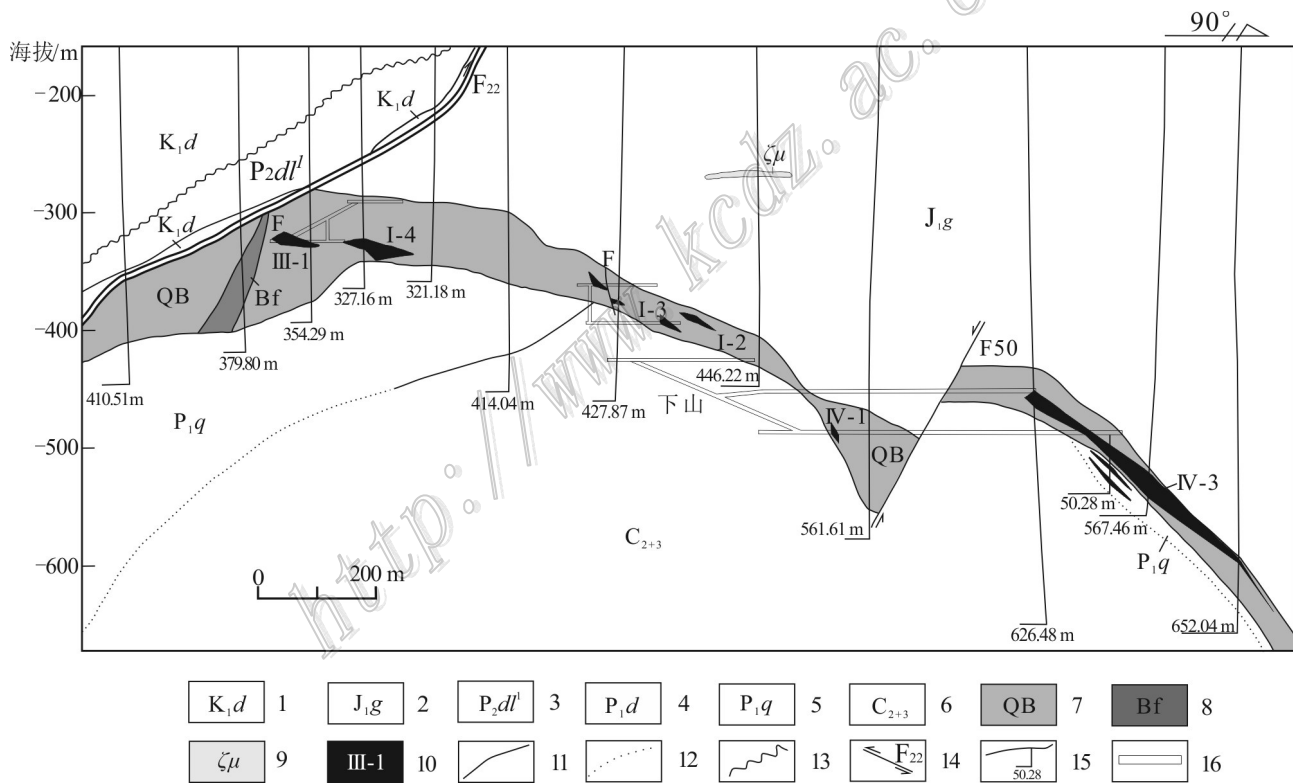 90°
海拔/m
F₂₂
−200
K₁d
K₁d
P₂dl¹
ζμ
J₁g
−300
K₁d
F
I-4
III-1
F
QB
Bf
327.16 m
321.18 m
I-3
354.29 m
I-2
−400
F50
379.80 m
446.22 m
410.51m
414.04 m
427.87 m
下山
IV-1
P₁q
QB
−500
50.28 m
IV-3
561.61 m
567.46 m
C₂₊₃
P₁q
−600
0 200 m
626.48 m
652.04 m
http://www.kcdz.ac.c
K₁d 1 J₁g 2 P₂dl¹ 3 P₁d 4 P₁q 5 C₂₊₃ 6 QB 7 Bf 8
ζμ 9 III-1 10 11 12 13 F₂₂ 14 50.28 15 16